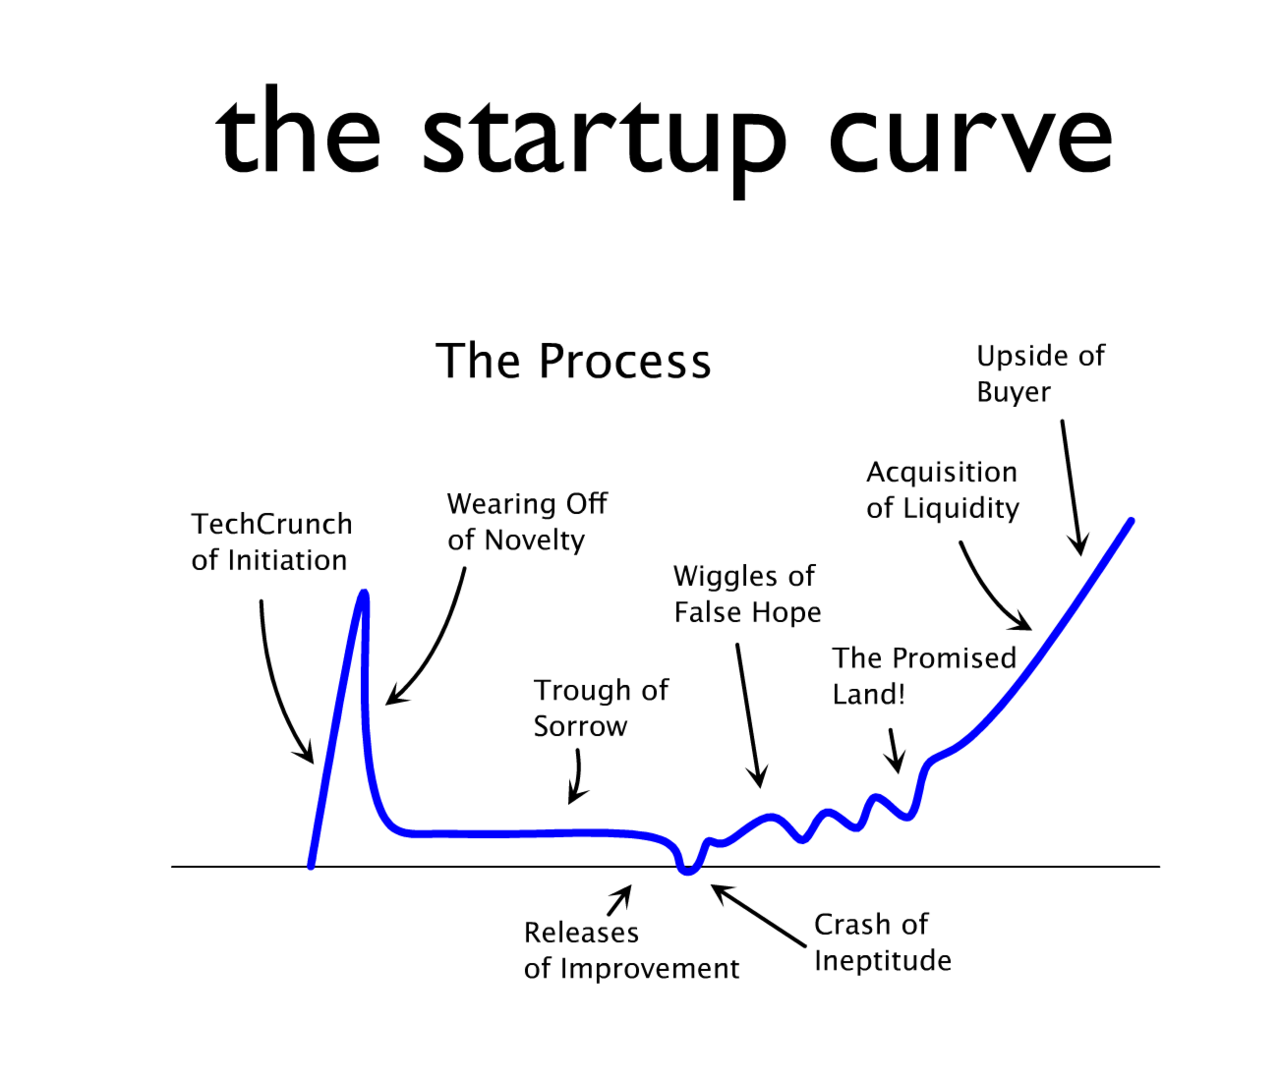 the startup curve
The Process
Upside of
Buyer
Acquisition
of Liquidity
TechCrunch
of Initiation
Wearing Off
of Novelty
Wiggles of
False Hope
The Promised
Land!
Trough of
Sorrow
Releases
of Improvement
Crash of
Ineptitude